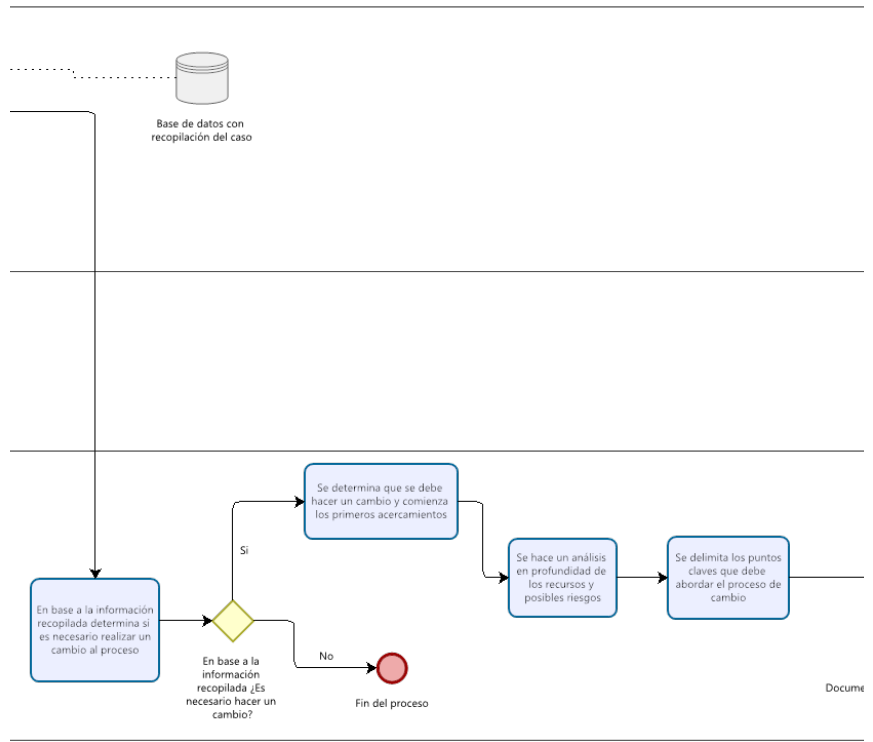 Base de datos con
recopilación del caso
Se determina que se debe
hacer un cambio y comienza
los primeros acercamientos
Si
Se hace un análisis
en profundidad de
los recursos y
posibles riesgos
Se delimita los puntos
claves que debe
abordar el proceso de
cambio
En base a la información
recopilada determina si
es necesario realizar un
cambio al proceso
En base a la
información
recopilada ¿Es
necesario hacer un
cambio?
No
Fin del proceso
Docume